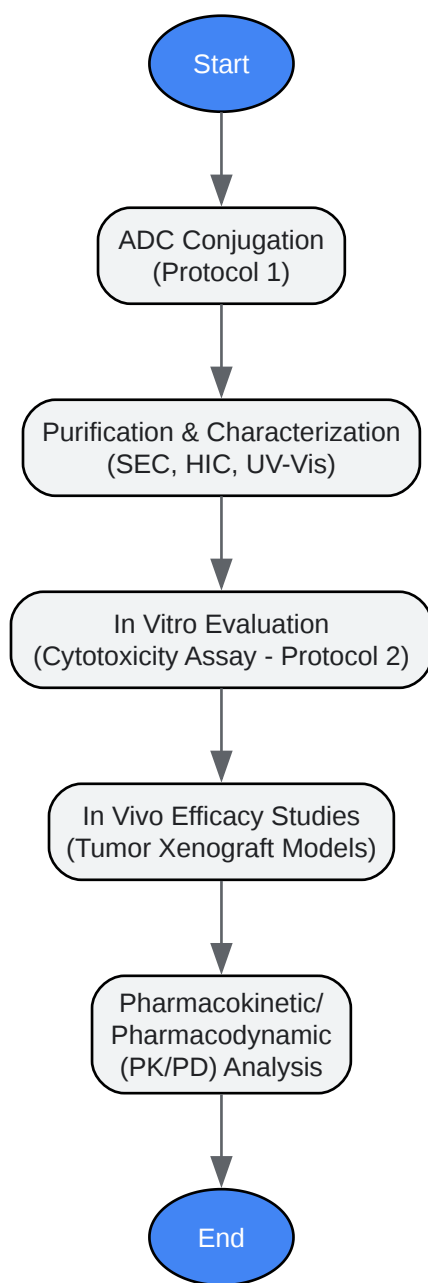 Start
ADC Conjugation
(Protocol 1)
Purification & Characterization
(SEC, HIC, UV-Vis)
In Vitro Evaluation
(Cytotoxicity Assay - Protocol 2)
In Vivo Efficacy Studies
(Tumor Xenograft Models)
Pharmacokinetic/
Pharmacodynamic
(PK/PD) Analysis
End